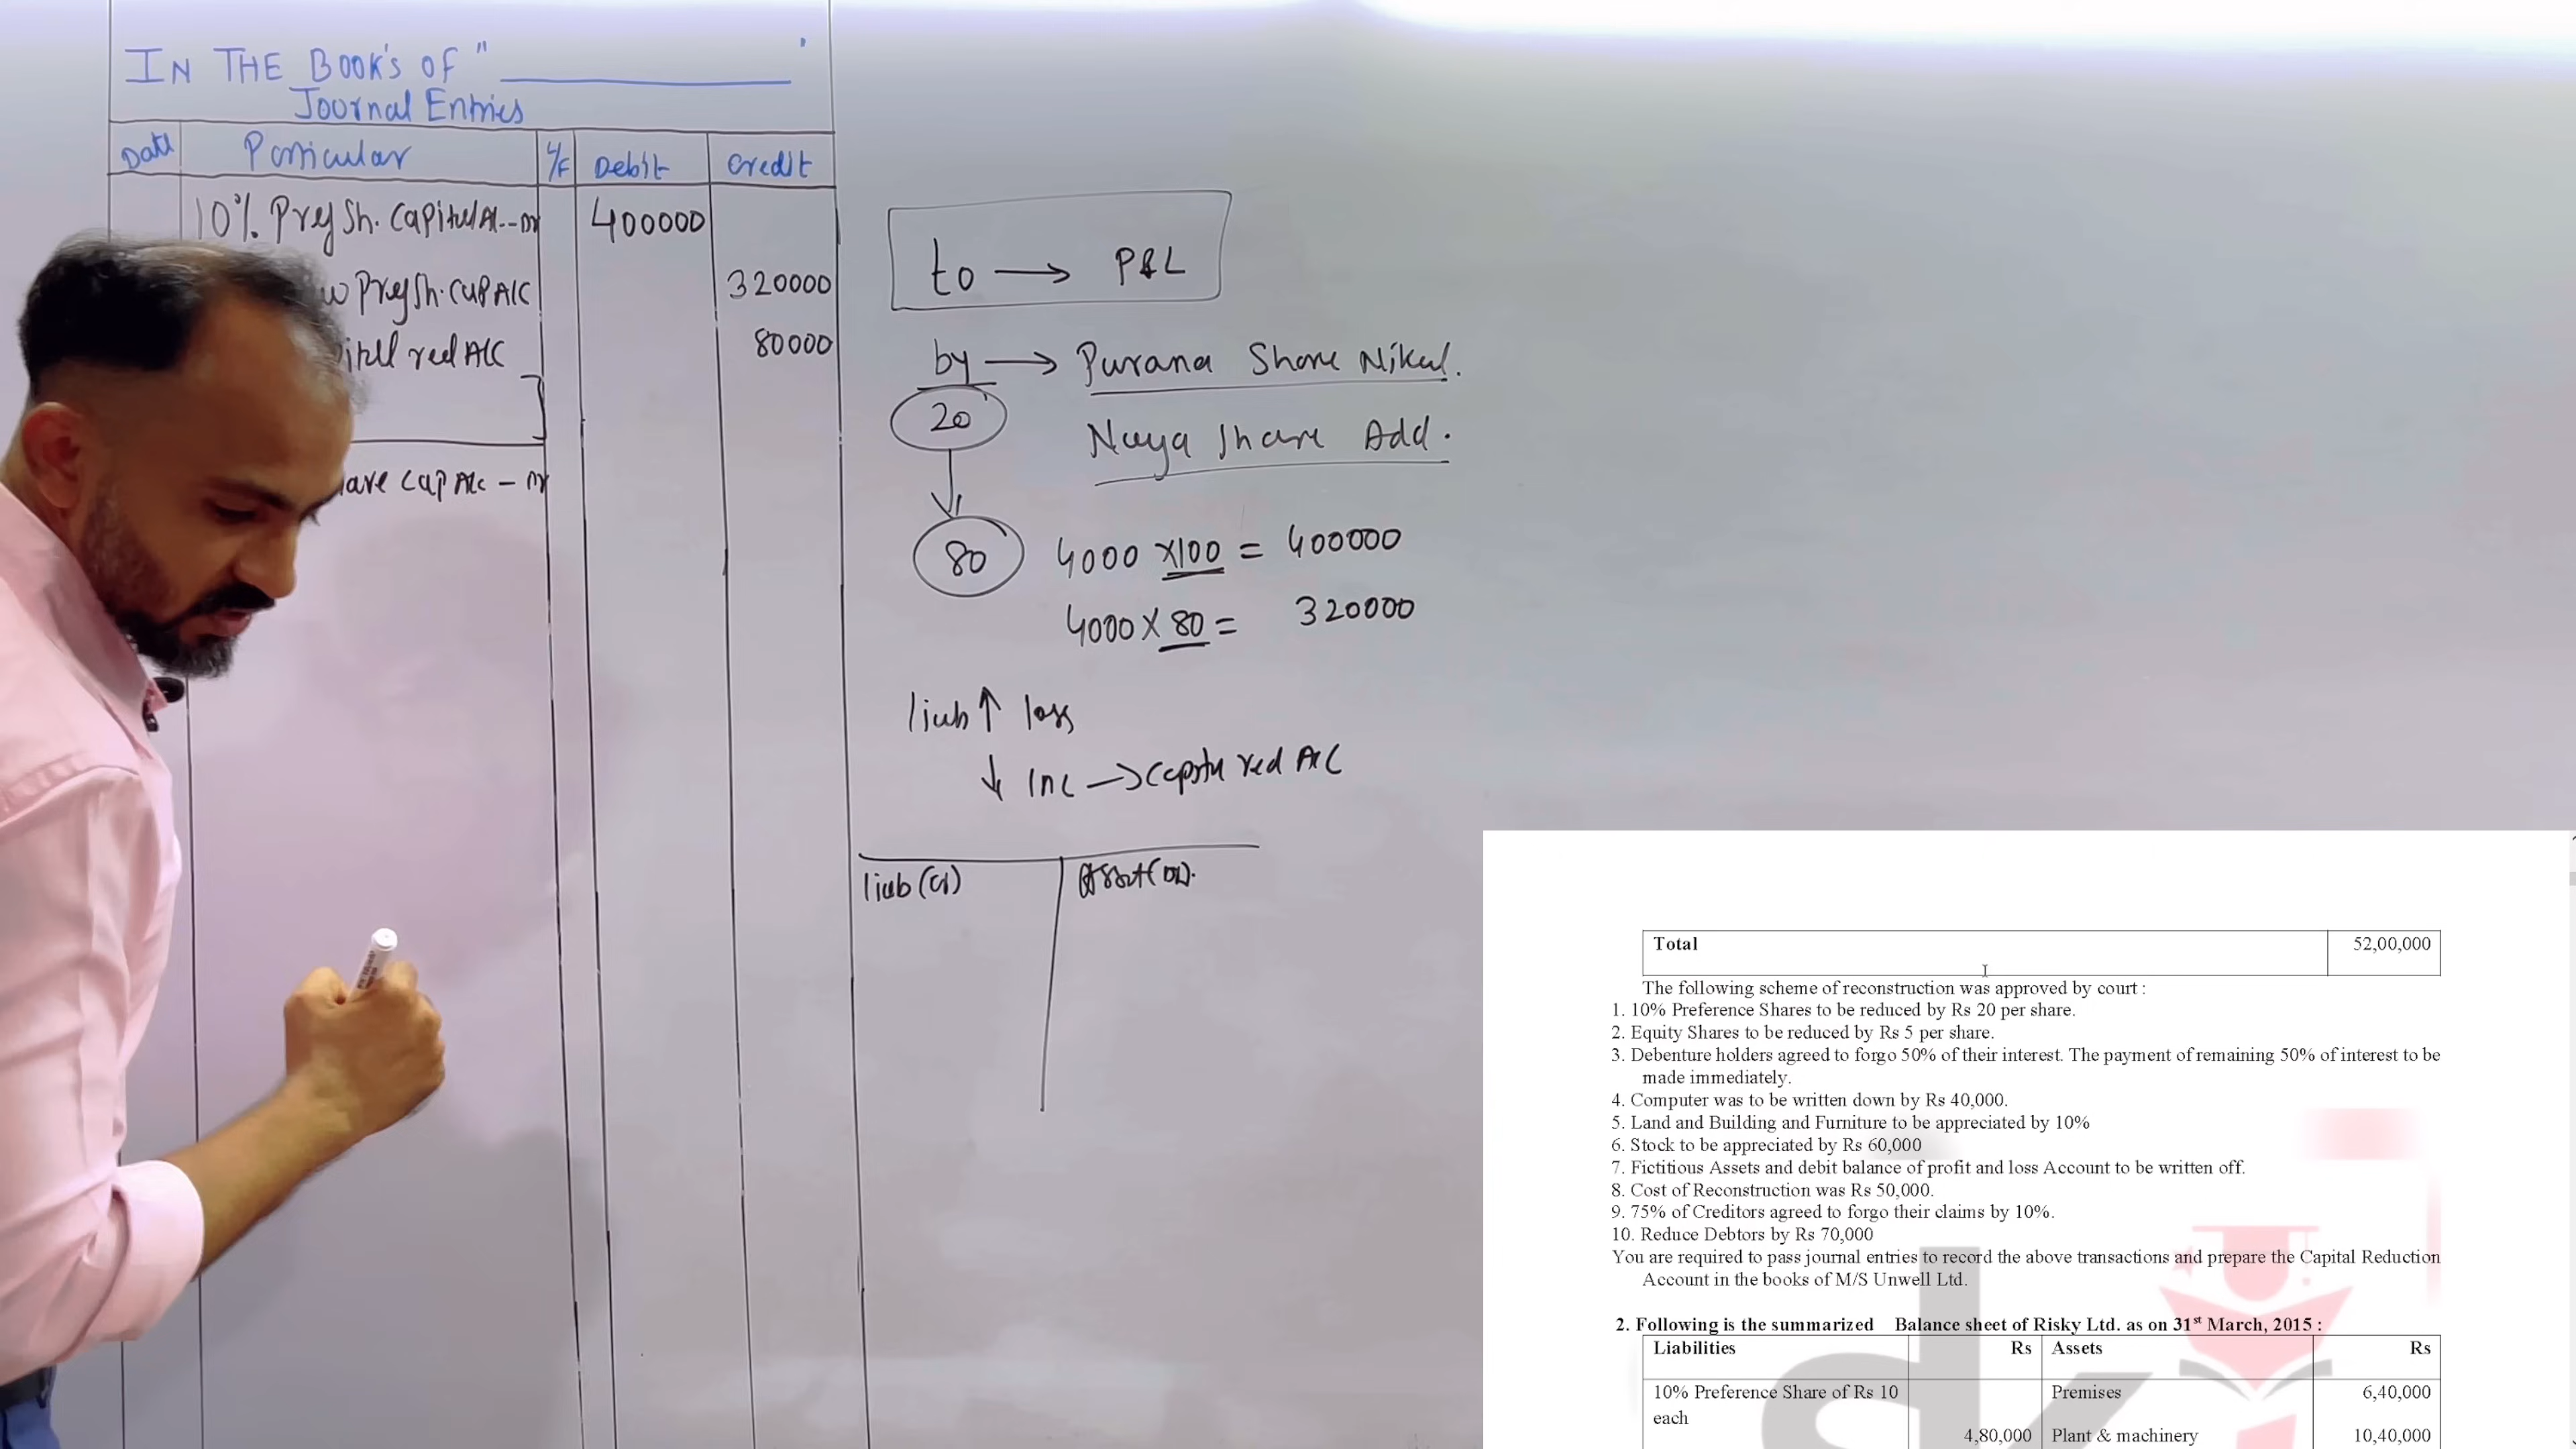 IN THE BOOK'S OF " __________ '
Journal Entries
Date Particular L/F Debit Credit
10% Pref Sh. Capital A/c--Dr 400000
w Pref Sh. Cap A/C 320000
red A/C 80000
are Cap A/c - Dr
to → P&L
by → Purana Share Nikal.
20
Naya Share Add.
80 4000 ×100 = 400000
4000 × 80 = 320000
liab ↑ loss
↓ Inc → red A/C
liab (Cr) Asset (Dr).
Total 52,00,000
The following scheme of reconstruction was approved by court :
1. 10% Preference Shares to be reduced by Rs 20 per share.
2. Equity Shares to be reduced by Rs 5 per share.
3. Debenture holders agreed to forgo 50% of their interest. The payment of remaining 50% of interest to be
made immediately.
4. Computer was to be written down by Rs 40,000.
5. Land and Building and Furniture to be appreciated by 10%
6. Stock to be appreciated by Rs 60,000
7. Fictitious Assets and debit balance of profit and loss Account to be written off.
8. Cost of Reconstruction was Rs 50,000.
9. 75% of Creditors agreed to forgo their claims by 10%.
10. Reduce Debtors by Rs 70,000
You are required to pass journal entries to record the above transactions and prepare the Capital Reduction
Account in the books of M/S Unwell Ltd.
2. Following is the summarized Balance sheet of Risky Ltd. as on 31st March, 2015 :
Liabilities Rs Assets Rs
10% Preference Share of Rs 10 Premises 6,40,000
each
4,80,000 Plant & machinery 10,40,000